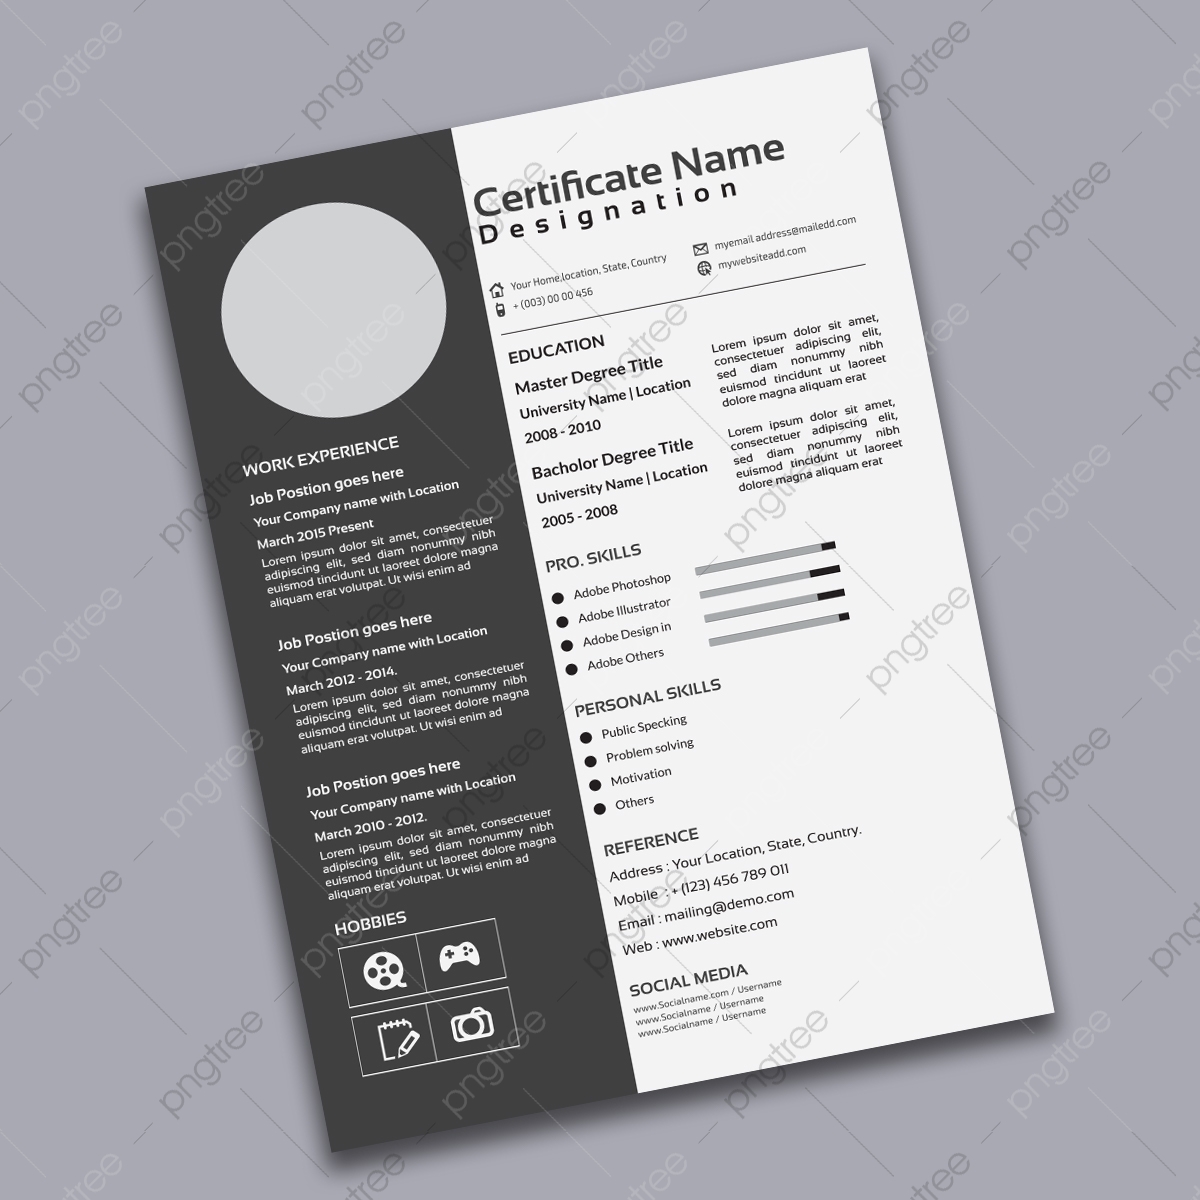 Certificate Name
Designation
Your Home,location, State, Country
+ (003) 00 00 456
myemail address@mailedd.com
mywebsiteadd.com
WORK EXPERIENCE
Job Postion goes here
Your Company name with Location
March 2015 Present
Lorem ipsum dolor sit amet, consectetuer
adipiscing elit, sed diam nonummy nibh
euismod tincidunt ut laoreet dolore magna
aliquam erat volutpat. Ut wisi enim ad
Job Postion goes here
Your Company name with Location
March 2012 - 2014.
Lorem ipsum dolor sit amet, consectetuer
adipiscing elit, sed diam nonummy nibh
euismod tincidunt ut laoreet dolore magna
aliquam erat volutpat. Ut wisi enim ad
Job Postion goes here
Your Company name with Location
March 2010 - 2012.
Lorem ipsum dolor sit amet, consectetuer
adipiscing elit, sed diam nonummy nibh
euismod tincidunt ut laoreet dolore magna
aliquam erat volutpat. Ut wisi enim ad
HOBBIES
EDUCATION
Master Degree Title
University Name | Location
2008 - 2010
Lorem ipsum dolor sit amet,
consectetuer adipiscing elit,
sed diam nonummy nibh
euismod tincidunt ut laoreet
dolore magna aliquam erat
Bacholor Degree Title
University Name | Location
2005 - 2008
Lorem ipsum dolor sit amet,
consectetuer adipiscing elit,
sed diam nonummy nibh
euismod tincidunt ut laoreet
dolore magna aliquam erat
PRO. SKILLS
Adobe Photoshop
Adobe Illustrator
Adobe Design in
Adobe Others
PERSONAL SKILLS
Public Specking
Problem solving
Motivation
Others
REFERENCE
Address : Your Location, State, Country.
Mobile : + (123) 456 789 011
Email : mailing@demo.com
Web : www.website.com
SOCIAL MEDIA
www.Socialname.com / Username
www.Socialname / Username
www.Socialname / Username
pngtree